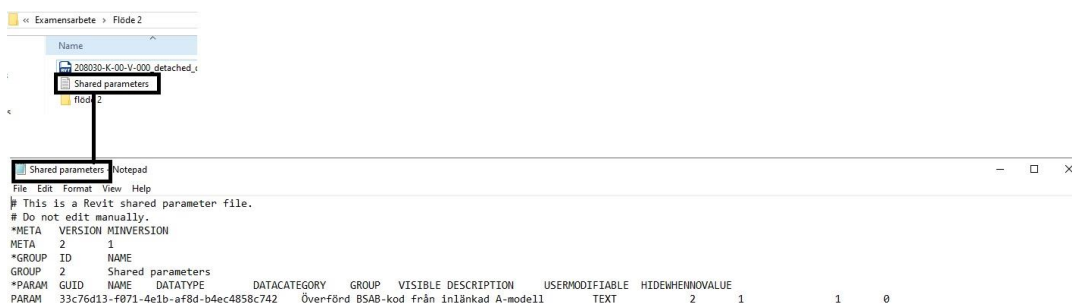 « Examensarbete > Flöde 2
Name
208030-K-00-V-000_detached_c
Shared parameters
flöde 2
Shared parameters - Notepad
File Edit Format View Help
# This is a Revit shared parameter file.
# Do not edit manually.
*META VERSION MINVERSION
META 2 1
*GROUP ID NAME
GROUP 2 Shared parameters
*PARAM GUID NAME DATATYPE DATACATEGORY GROUP VISIBLE DESCRIPTION USERMODIFIABLE HIDEWHENNOVALUE
PARAM 33c76d13-f071-4e1b-af8d-b4ec4858c742 Överförd BSAB-kod från inlänkad A-modell TEXT 2 1 1 0